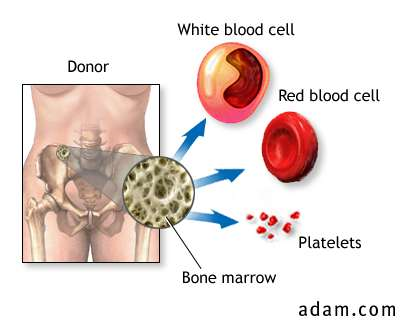 White blood cell
Donor
Red blood cell
Platelets
Bone marrow
adam.com